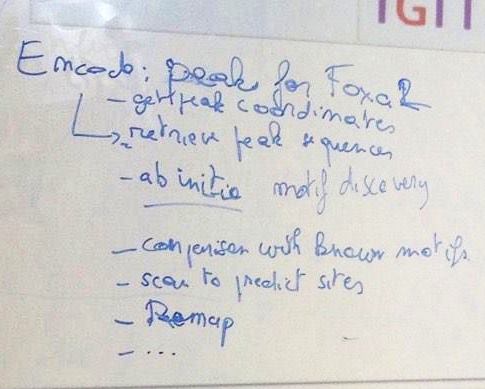 IGIT
Encode: peak for Foxa2
- get peak coordinates
- retrieve peak sequences
- ab initio motif discovery
- comparison with known motifs
- scan to predict sites
- Remap
- ...